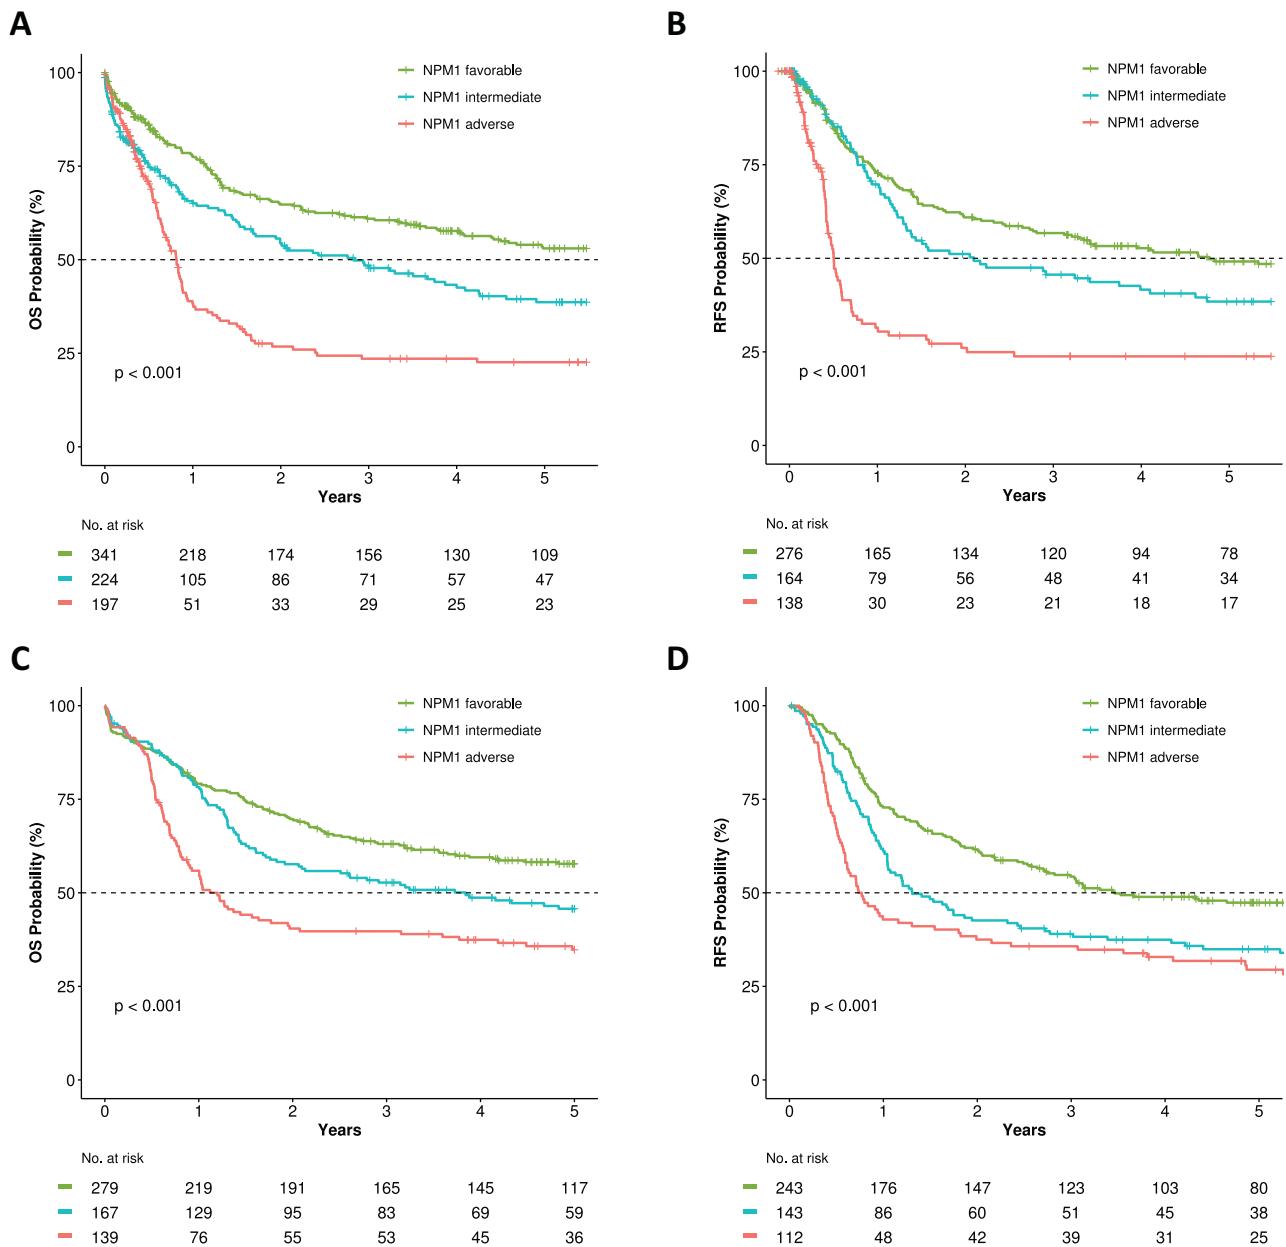 A
OS Probability (%)
100
75
50
25
0
NPM1 favorable
NPM1 intermediate
NPM1 adverse
p < 0.001
0 1 2 3 4 5
Years
No. at risk
341 218 174 156 130 109
224 105 86 71 57 47
197 51 33 29 25 23
B
RFS Probability (%)
100
75
50
25
0
NPM1 favorable
NPM1 intermediate
NPM1 adverse
p < 0.001
0 1 2 3 4 5
Years
No. at risk
276 165 134 120 94 78
164 79 56 48 41 34
138 30 23 21 18 17
C
OS Probability (%)
100
75
50
25
0
NPM1 favorable
NPM1 intermediate
NPM1 adverse
p < 0.001
0 1 2 3 4 5
Years
No. at risk
279 219 191 165 145 117
167 129 95 83 69 59
139 76 55 53 45 36
D
RFS Probability (%)
100
75
50
25
0
NPM1 favorable
NPM1 intermediate
NPM1 adverse
p < 0.001
0 1 2 3 4 5
Years
No. at risk
243 176 147 123 103 80
143 86 60 51 45 38
112 48 42 39 31 25